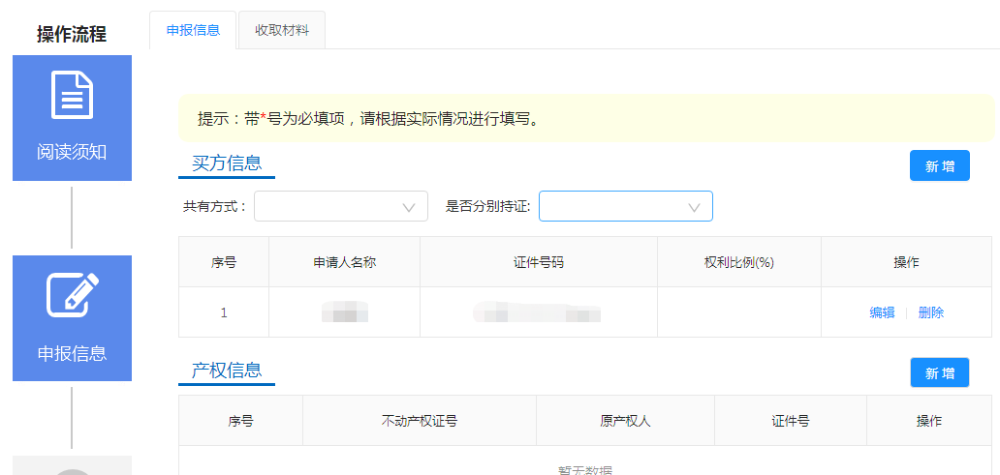 操作流程
申报信息
收取材料
阅读须知
提示：带*号为必填项，请根据实际情况进行填写。
买方信息
新 增
共有方式：
是否分别持证:
序号
申请人名称
证件号码
权利比例(%)
操作
1
编辑
删除
申报信息
产权信息
新 增
序号
不动产权证号
原产权人
证件号
操作
暂无数据